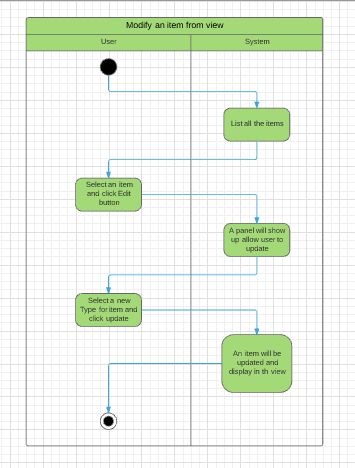 Modify an item from view
User
System
List all the items
Select an item
and click Edit
button
A panel will show
up allow user to
update
Select a new
Type for item and
click update
An item will be
updated and
display in th view